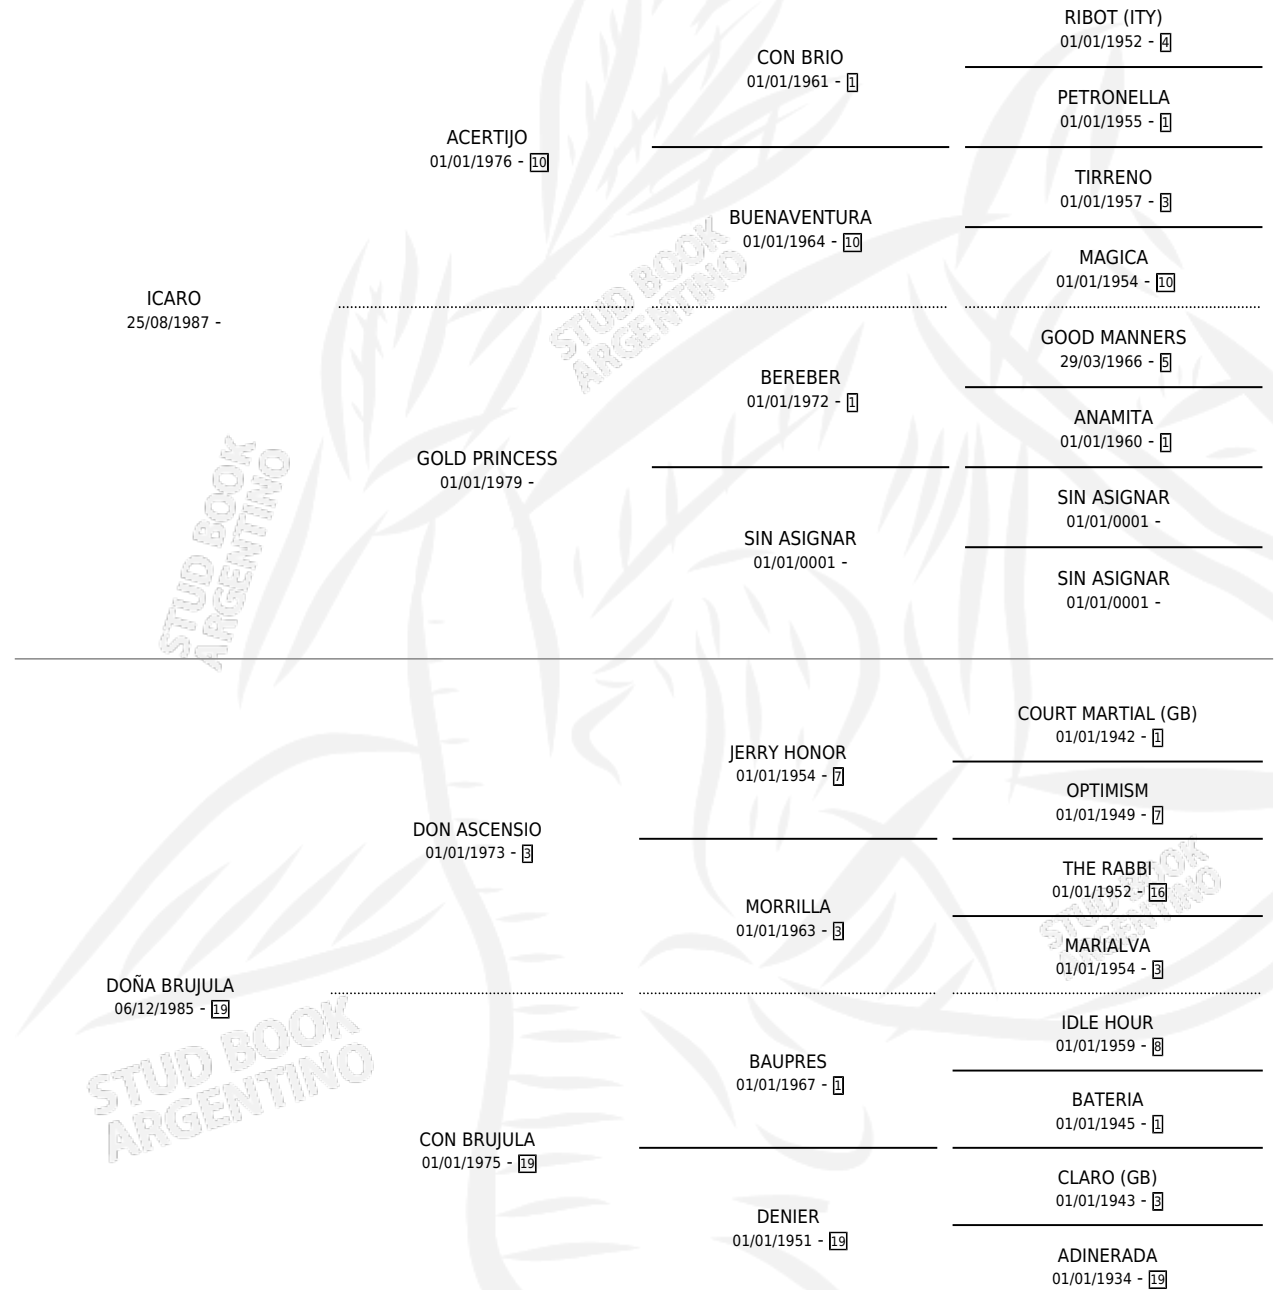 RIBOT (ITY)
01/01/1952 - 4
CON BRIO
01/01/1961 - 1
PETRONELLA
01/01/1955 - 1
ACERTIJO
01/01/1976 - 10
TIRRENO
01/01/1957 - 3
BUENAVENTURA
01/01/1964 - 10
MAGICA
01/01/1954 - 10
ICARO
25/08/1987 -
STUD BOOK
ARGENTINO
GOOD MANNERS
29/03/1966 - 5
BEREBER
01/01/1972 - 1
ANAMITA
01/01/1960 - 1
GOLD PRINCESS
01/01/1979 -
SIN ASIGNAR
01/01/0001 -
SIN ASIGNAR
01/01/0001 -
SIN ASIGNAR
01/01/0001 -
STUD BOOK
ARGENTINO
COURT MARTIAL (GB)
01/01/1942 - 1
JERRY HONOR
01/01/1954 - 7
OPTIMISM
01/01/1949 - 7
DON ASCENSIO
01/01/1973 - 3
THE RABBI
01/01/1952 - 16
MORRILLA
01/01/1963 - 3
MARIALVA
01/01/1954 - 3
STUD BOOK
ARGENTINO
DOÑA BRUJULA
06/12/1985 - 19
IDLE HOUR
01/01/1959 - 8
BAUPRES
01/01/1967 - 1
BATERIA
01/01/1945 - 1
STUD BOOK
ARGENTINO
CON BRUJULA
01/01/1975 - 19
CLARO (GB)
01/01/1943 - 3
DENIER
01/01/1951 - 19
ADINERADA
01/01/1934 - 19